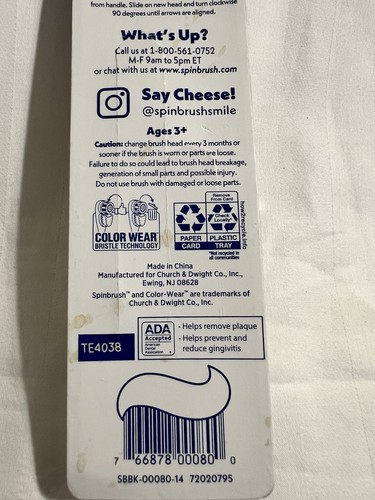 from handle. Slide on new head and turn clockwise
90 degrees until arrows are aligned.
What's Up?
Call us at 1-800-561-0752
M-F 9am to 5pm ET
or chat with us at www.spinbrush.com
Say Cheese!
@spinbrushsmile
Ages 3+
Caution: change brush head every 3 months or
sooner if the brush is worn or parts are loose.
Failure to do so could lead to brush head breakage,
generation of small parts and possible injury.
Do not use brush with damaged or loose parts.
COLOR WEAR™
BRISTLE TECHNOLOGY
PAPER
CARD
Remove
From Card
Check
Locally*
PLASTIC
TRAY
*Not recycled in
all communities
how2recycle.info
Made in China
Manufactured for Church & Dwight Co., Inc.,
Ewing, NJ 08628
Spinbrush™ and Color-Wear™ are trademarks of
Church & Dwight Co., Inc.
TE4038
ADA
Accepted
American
Dental
Association
• Helps remove plaque
• Helps prevent and
reduce gingivitis
7 66878 00080 0
SBBK-00080-14 72020795